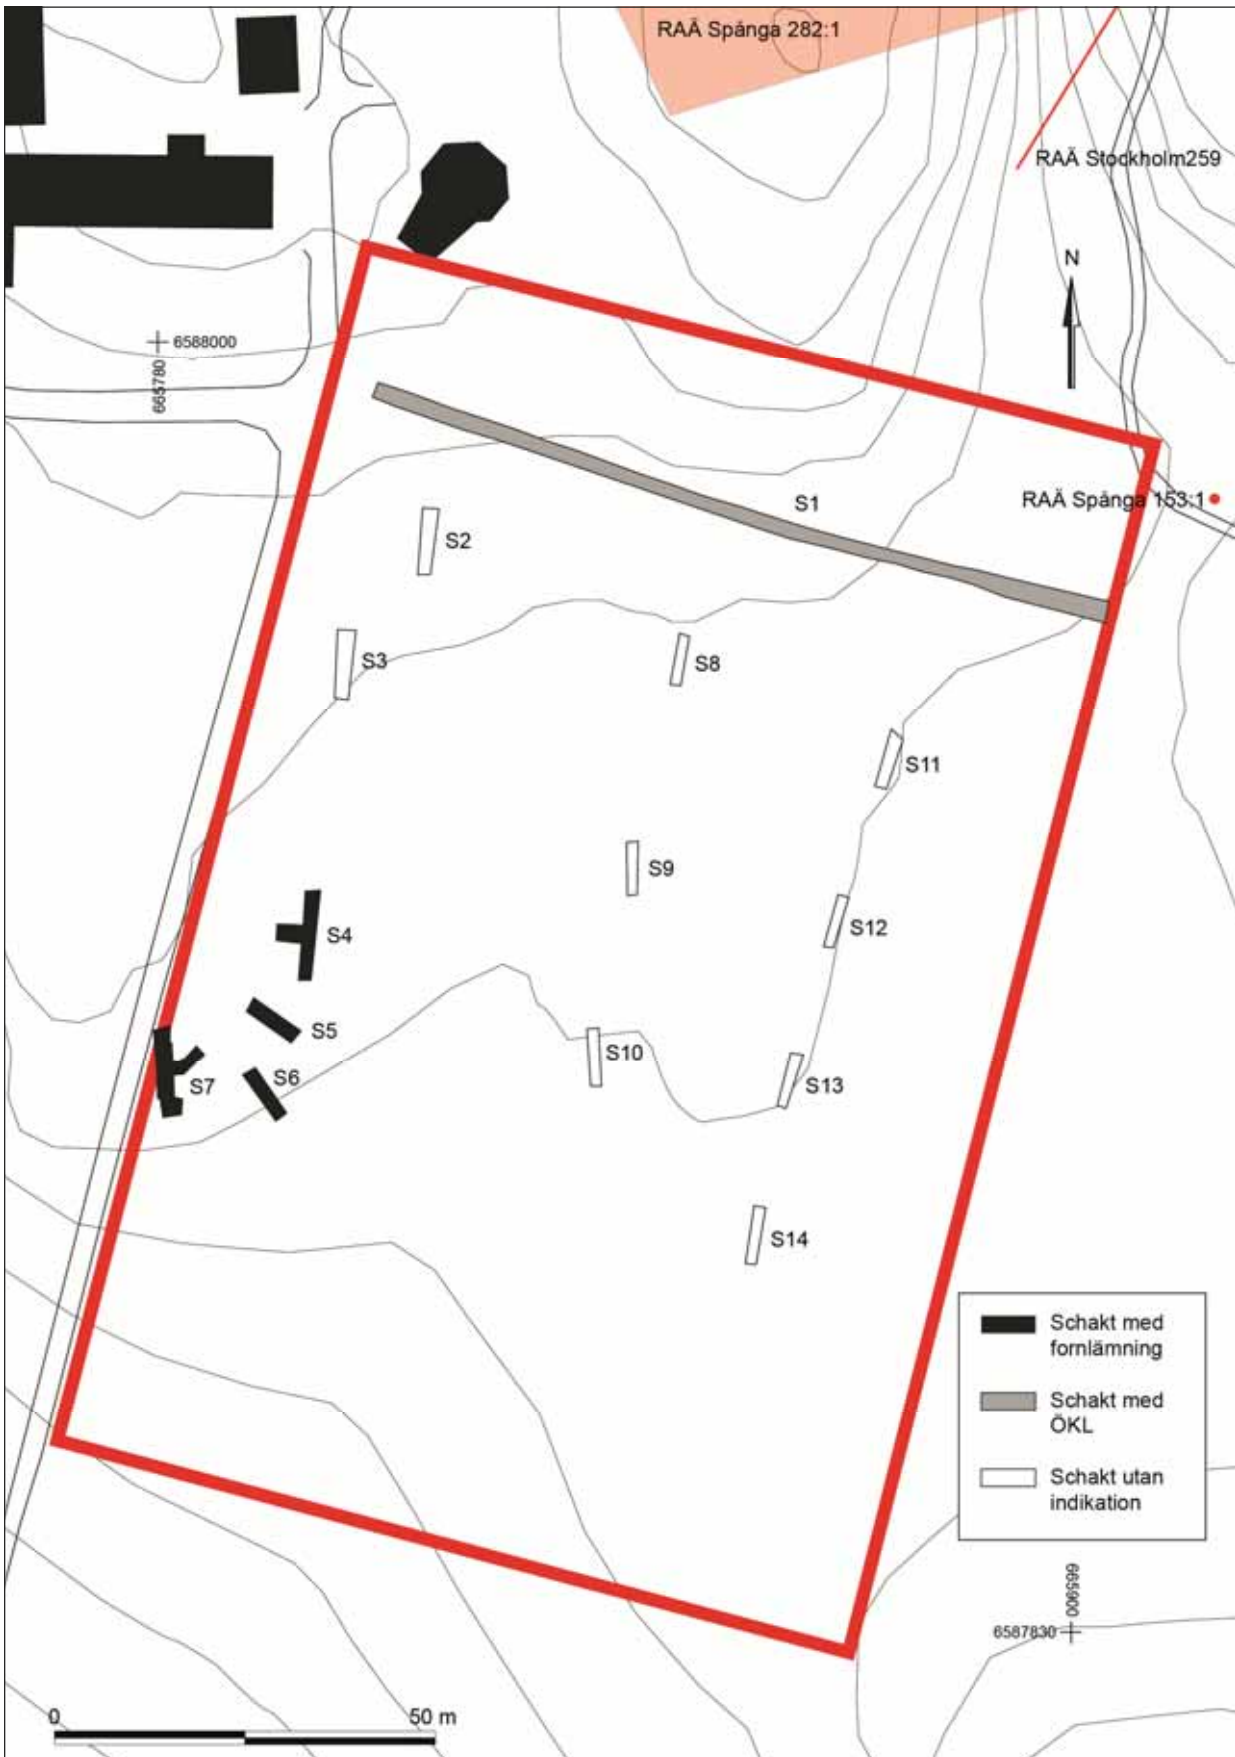 RAÄ Spånga 282:1
RAÄ Stockholm259
N
6588000
665780
S1
RAÄ Spånga 153:1
S2
S3
S8
S11
S9
S12
S4
S5
S10
S6
S7
S13
S14
Schakt med
fornlämning
Schakt med
ÖKL
Schakt utan
indikation
665900
6587830
0
50 m